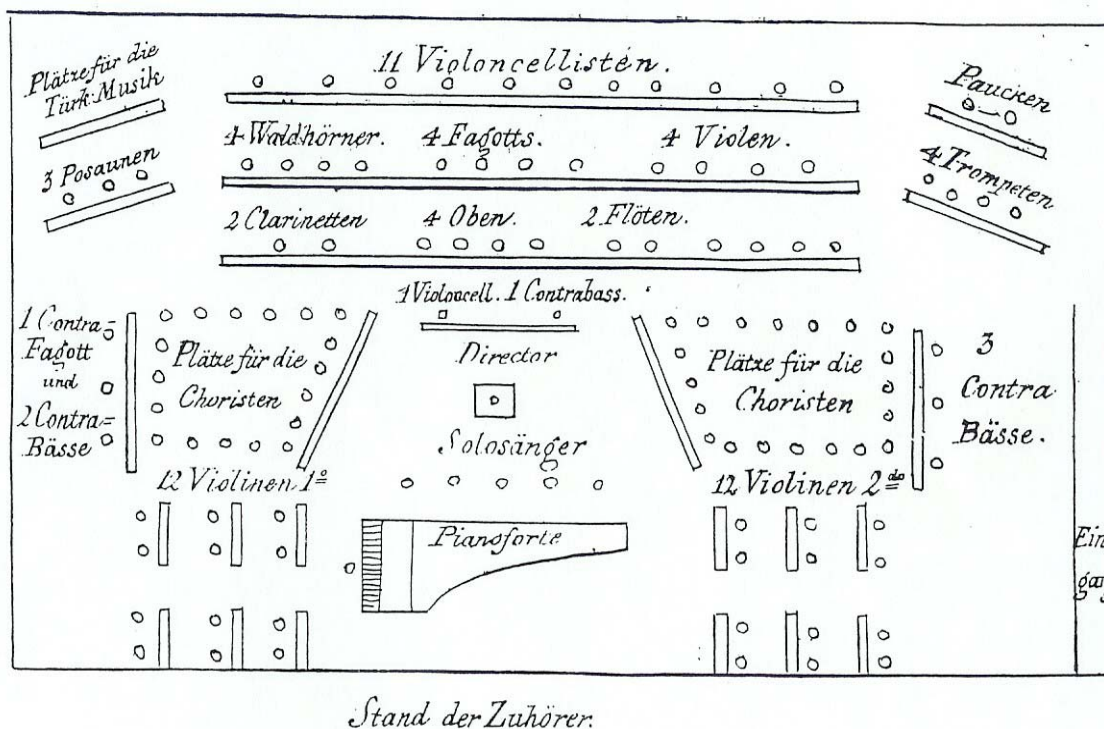 11 Violoncellisten.
Plätze für die
Türk: Musik
Paucken
4 Waldhörner. 4 Fagotts. 4 Violen.
3 Posaunen
4 Trompeten
2 Clarinetten 4 Oben. 2 Flöten.
1 Violoncell. 1 Contrabass.
1 Contra-
Fagott
und
2 Contra-
Bässe
Plätze für die
Choristen
Director
Solosänger
Plätze für die
Choristen
3
Contra
Bässe.
12 Violinen 1º
12 Violinen 2do
Pianoforte
Ein
gang
Stand der Zuhörer.